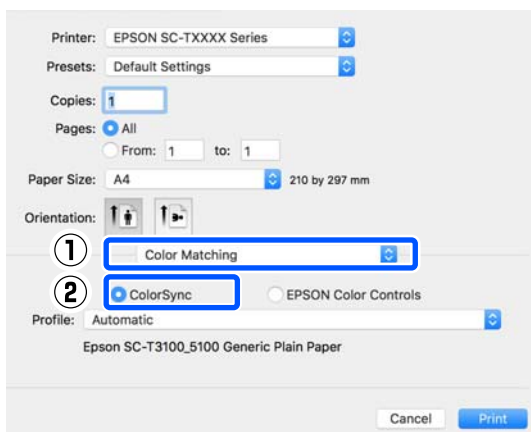 Printer: EPSON SC-TXXXX Series
Presets: Default Settings
Copies: 1
Pages: All
From: 1 to: 1
Paper Size: A4 210 by 297 mm
Orientation:
① Color Matching
② ColorSync EPSON Color Controls
Profile: Automatic
Epson SC-T3100_5100 Generic Plain Paper
Cancel Print